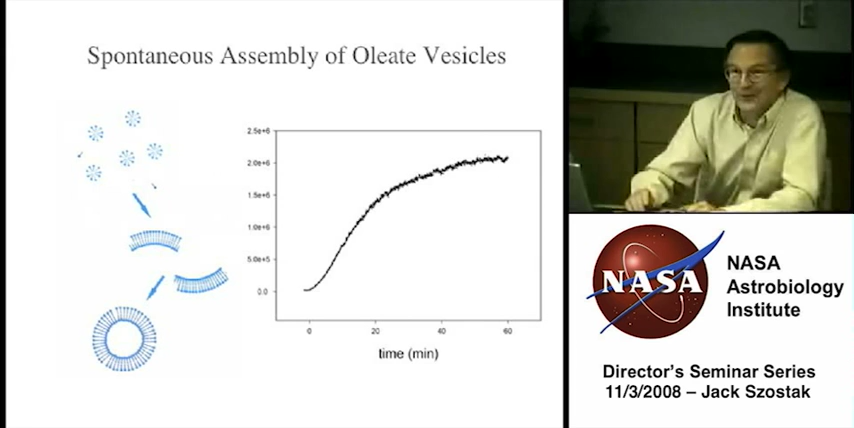 Spontaneous Assembly of Oleate Vesicles
2.5e+6
2.0e+6
1.5e+6
1.0e+6
5.0e+5
0.0
0 20 40 60
time (min)
NASA
NASA
Astrobiology
Institute
Director's Seminar Series
11/3/2008 – Jack Szostak